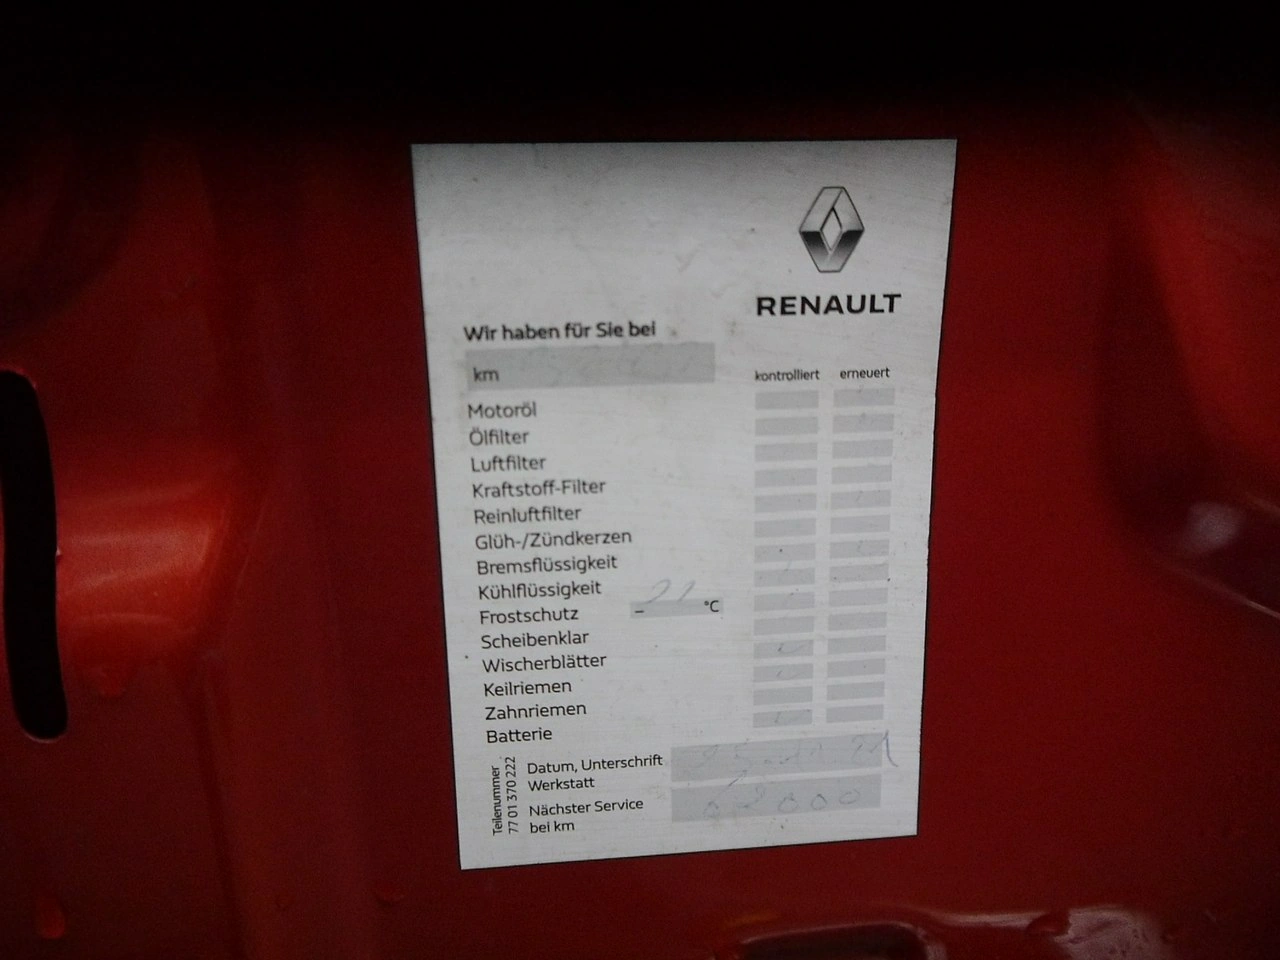 RENAULT
Wir haben für Sie bei
km
kontrolliert erneuert
Motoröl
Ölfilter
Luftfilter
Kraftstoff-Filter
Reinluftfilter
Glüh-/Zündkerzen
Bremsflüssigkeit
Kühlflüssigkeit
Frostschutz – 21 °C
Scheibenklar
Wischerblätter
Keilriemen
Zahnriemen
Batterie
Datum, Unterschrift
Werkstatt
Nächster Service
bei km
Teilenummer
77 01 370 222